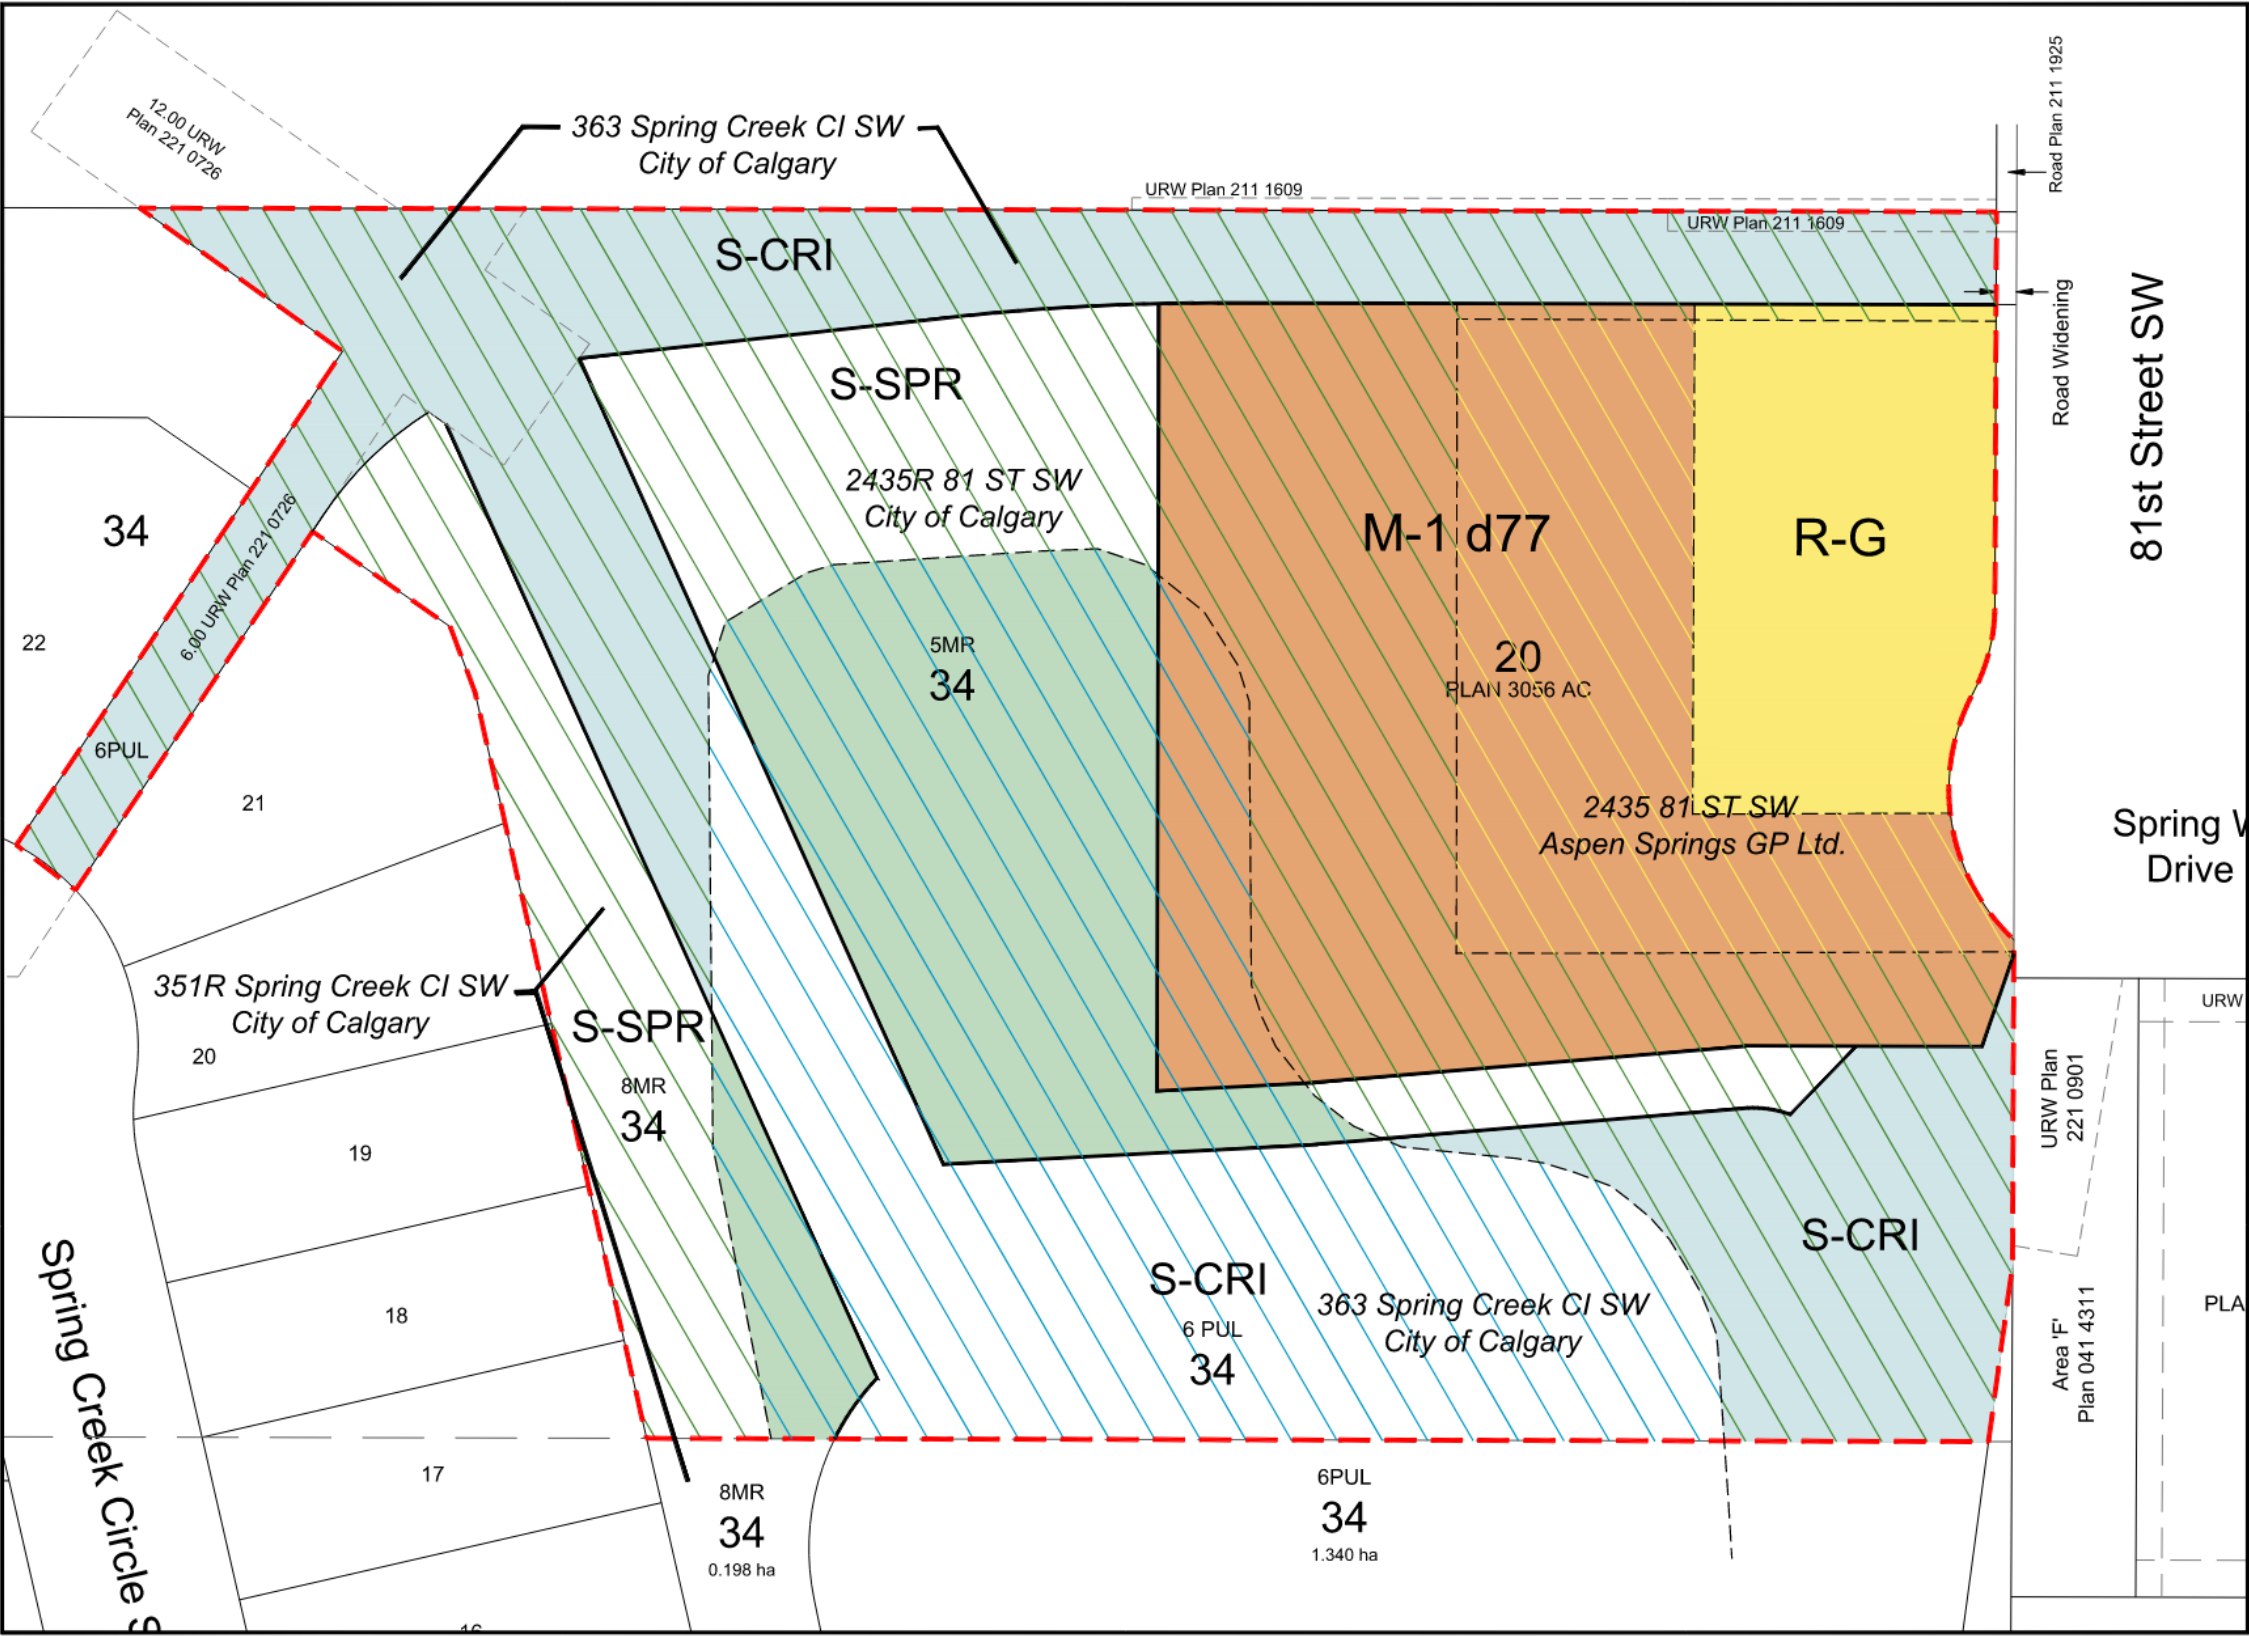 12.00 URW
Plan 221 0726
363 Spring Creek CI SW
City of Calgary
URW Plan 211 1609
URW Plan 211 1609
Road Plan 211 1925
S-CRI
Road Widening
81st Street SW
S-SPR
2435R 81 ST SW
City of Calgary
34
6.00 URW Plan 221 0726
M-1 d77
R-G
22
5MR
34
20
PLAN 3056 AC
6PUL
21
2435 81 ST SW
Aspen Springs GP Ltd.
Spring
Drive
351R Spring Creek CI SW
City of Calgary
S-SPR
8MR
34
20
URW
URW Plan
221 0901
19
S-CRI
S-CRI
6 PUL
34
363 Spring Creek CI SW
City of Calgary
18
Area 'F'
Plan 041 4311
PLA
Spring Creek Circle S
17
8MR
34
0.198 ha
6PUL
34
1.340 ha
16